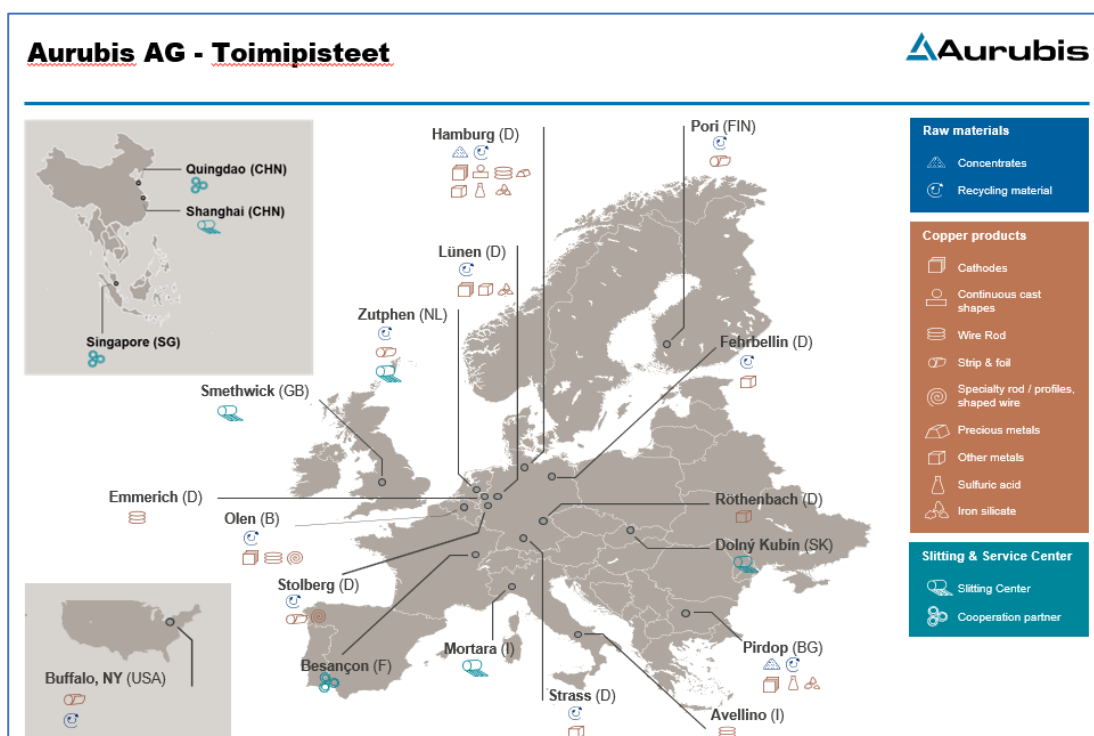 Aurubis AG - Toimipisteet
Aurubis
Quingdao (CHN)
Shanghai (CHN)
Singapore (SG)
Hamburg (D)
Pori (FIN)
Lünen (D)
Zutphen (NL)
Fehrbellin (D)
Smethwick (GB)
Emmerich (D)
Olen (B)
Röthenbach (D)
Dolný Kubín (SK)
Stolberg (D)
Besançon (F)
Mortara (I)
Pirdop (BG)
Strass (D)
Avellino (I)
Buffalo, NY (USA)
Raw materials
Concentrates
Recycling material
Copper products
Cathodes
Continuous cast
shapes
Wire Rod
Strip & foil
Specialty rod / profiles,
shaped wire
Precious metals
Other metals
Sulfuric acid
Iron silicate
Slitting & Service Center
Slitting Center
Cooperation partner